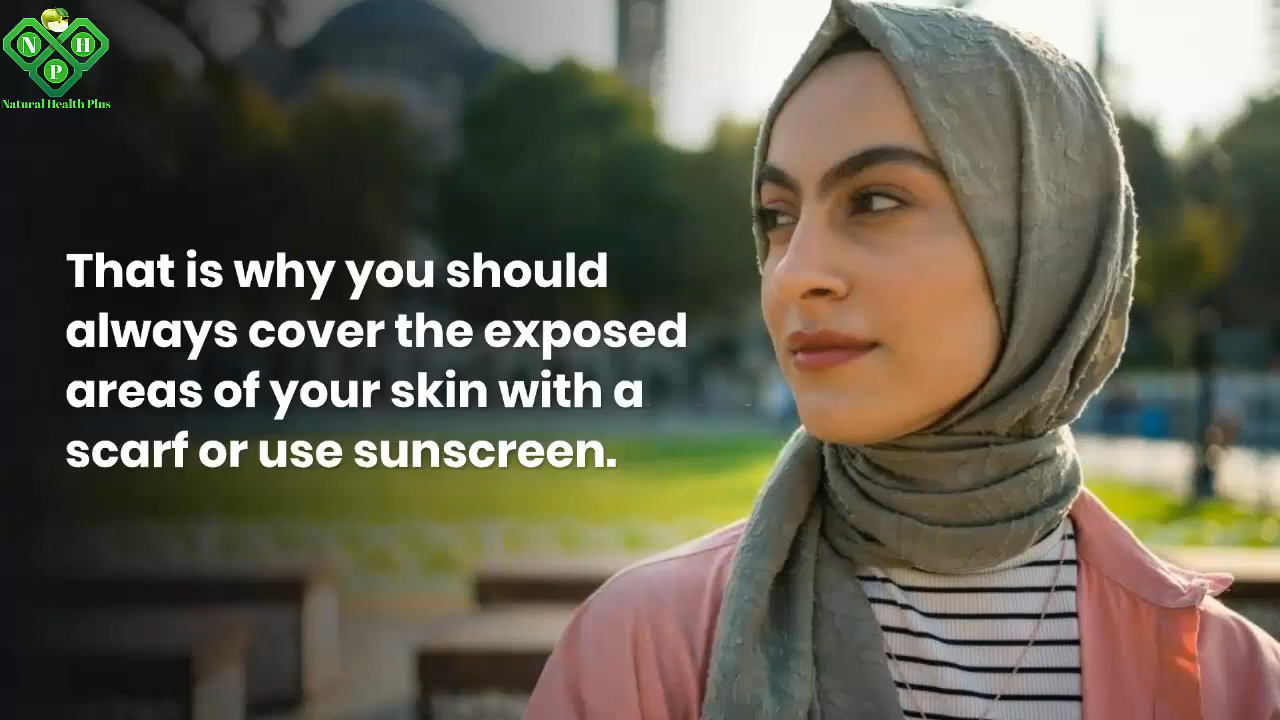 N H
P
Natural Health Plus
That is why you should
always cover the exposed
areas of your skin with a
scarf or use sunscreen.